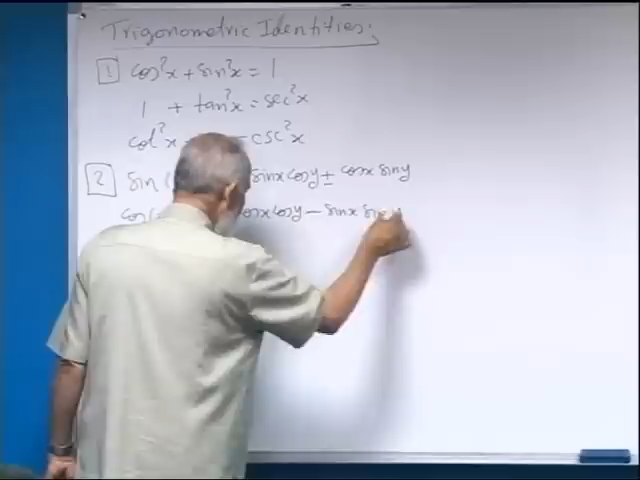 Trigonometric Identities:
1 cos²x + sin²x = 1
1 + tan²x = sec²x
cot²x = csc²x
2 sin( sinx cosy ± cosx siny
cos( cosx cosy − sinx sin